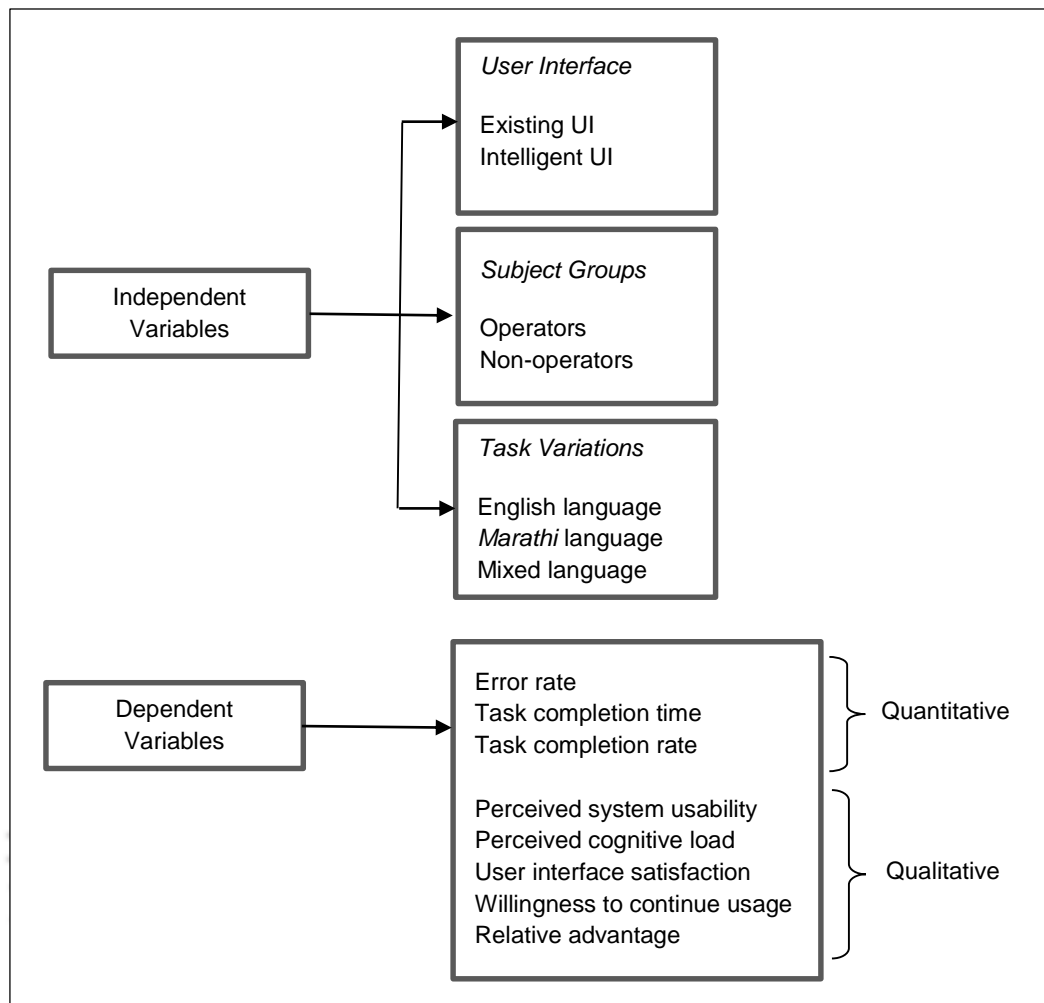 User Interface
Existing UI
Intelligent UI
Independent
Variables
Subject Groups
Operators
Non-operators
Task Variations
English language
Marathi language
Mixed language
Dependent
Variables
Error rate
Task completion time
Task completion rate
Quantitative
Perceived system usability
Perceived cognitive load
User interface satisfaction
Willingness to continue usage
Relative advantage
Qualitative